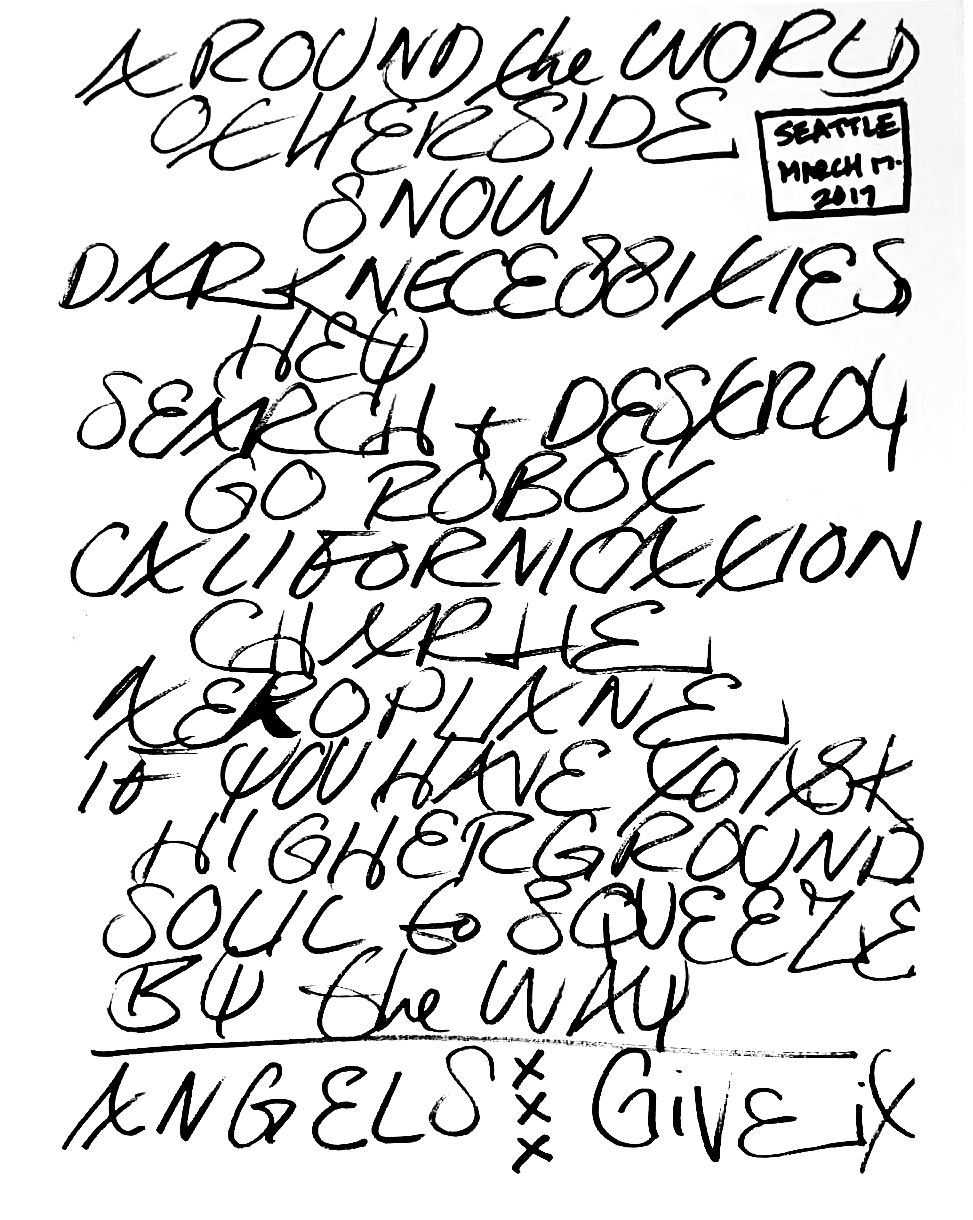 AROUND the WORLD
OTHERSIDE
SEATTLE
MARCH 17.
2017
SNOW
DARK NECESSITIES
HEY
SEARCH + DESTROY
GO ROBOT
CALIFORNICATION
CHARLIE
AEROPLANE
IF YOU HAVE TO ASK
HIGHER GROUND
SOUL to SQUEEZE
BY the WAY
ANGELS XXX GiVE iT